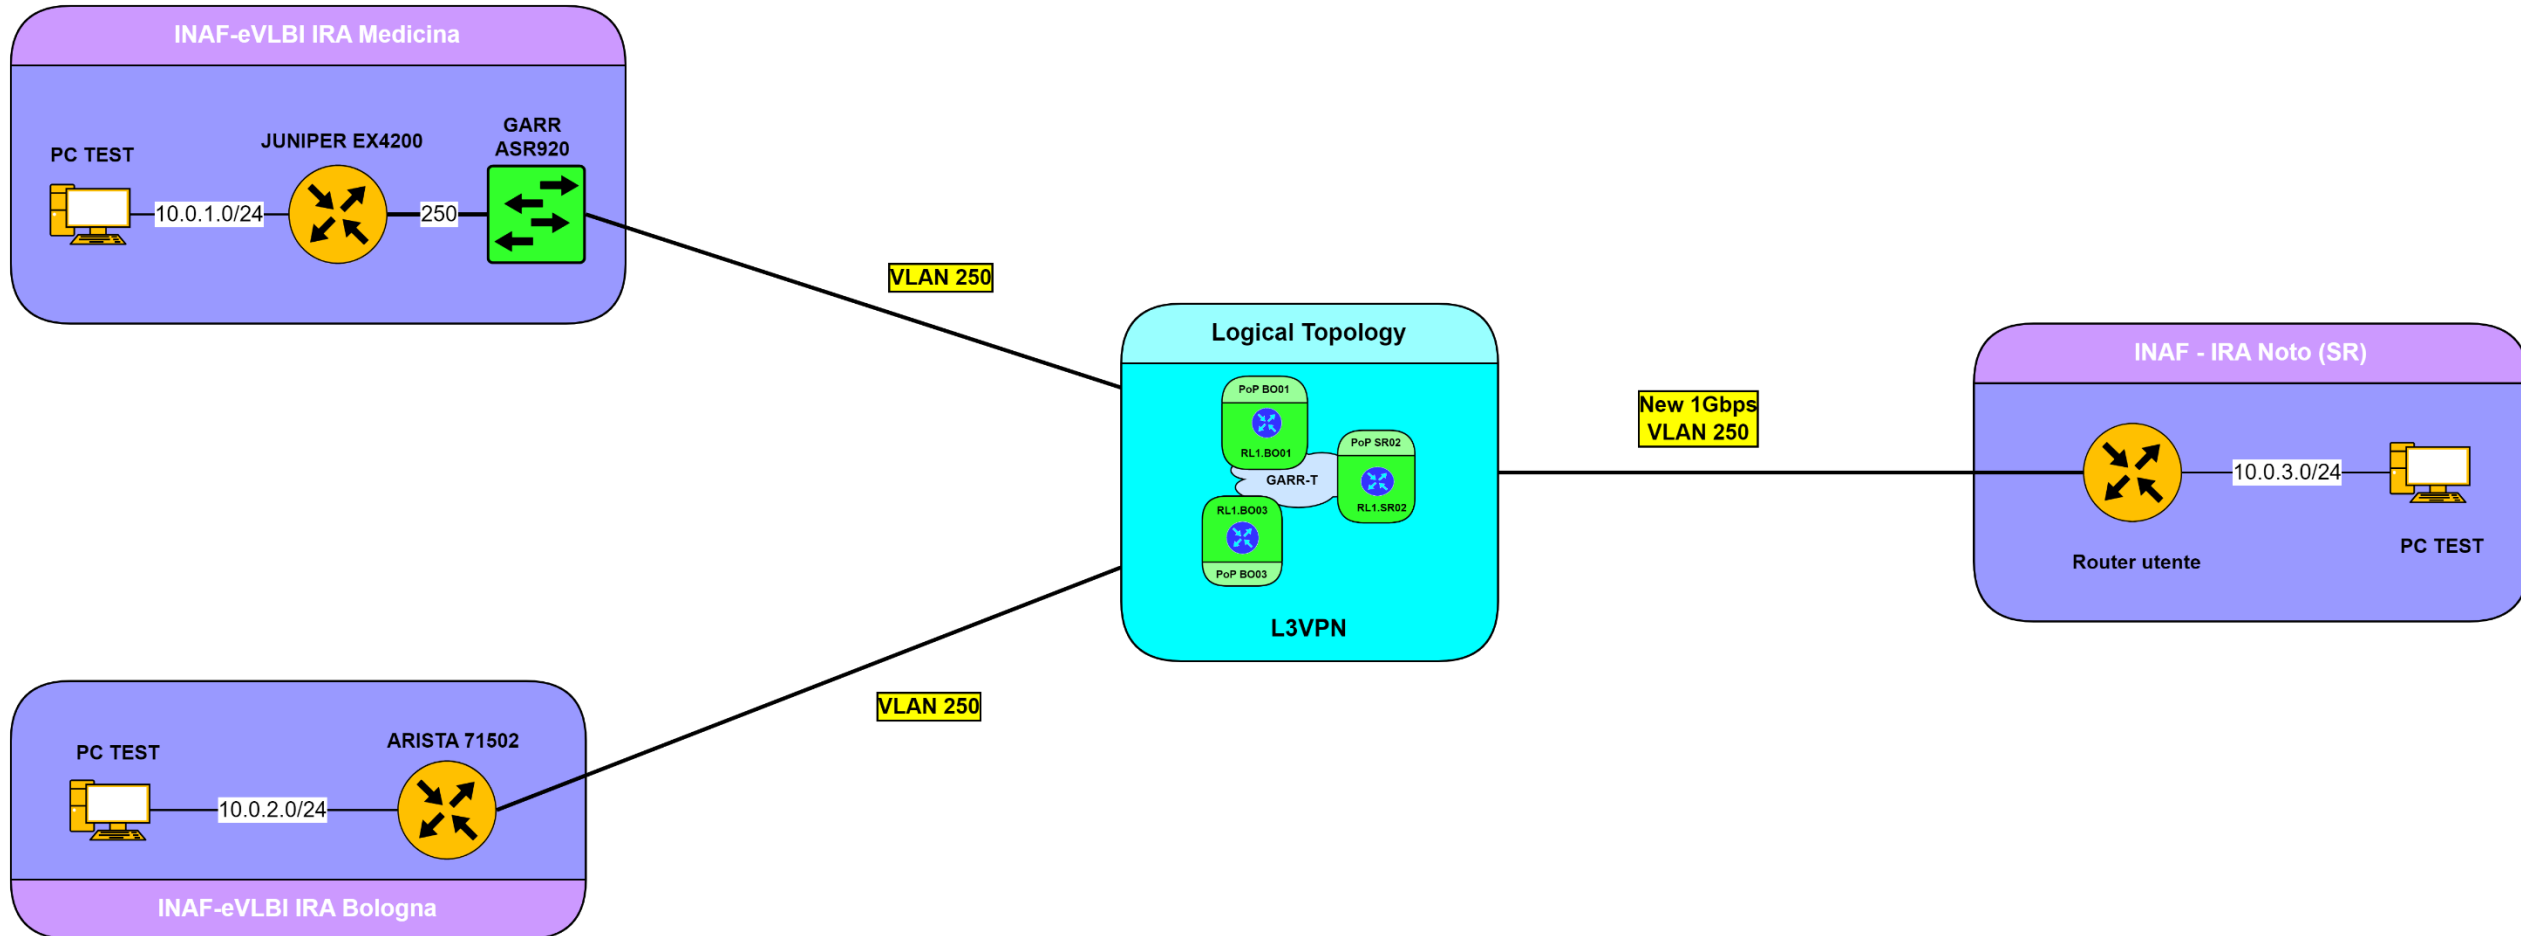 INAF-eVLBI IRA Medicina
PC TEST
10.0.1.0/24
JUNIPER EX4200
250
GARR
ASR920
VLAN 250
Logical Topology
PoP BO01
RL1.BO01
PoP SR02
RL1.SR02
GARR-T
RL1.BO03
PoP BO03
L3VPN
New 1Gbps
VLAN 250
INAF - IRA Noto (SR)
Router utente
10.0.3.0/24
PC TEST
VLAN 250
PC TEST
10.0.2.0/24
ARISTA 71502
INAF-eVLBI IRA Bologna